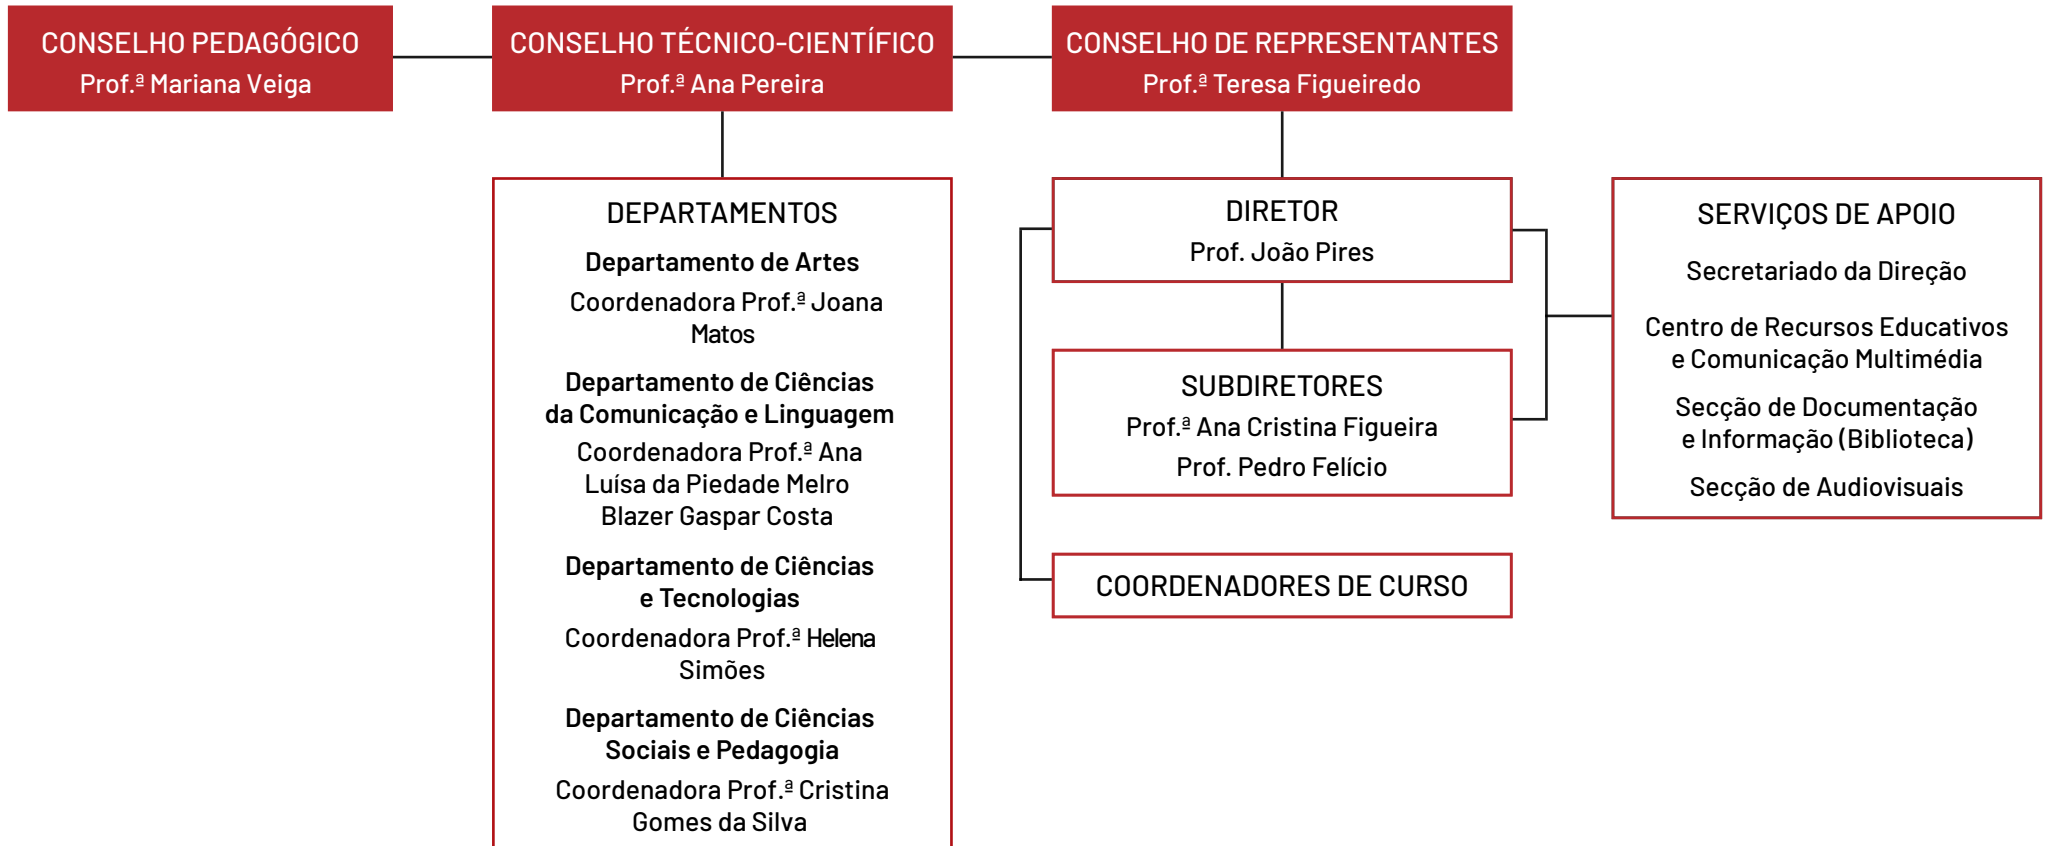 CONSELHO PEDAGÓGICO
Prof.ª Mariana Veiga
CONSELHO TÉCNICO-CIENTÍFICO
Prof.ª Ana Pereira
CONSELHO DE REPRESENTANTES
Prof.ª Teresa Figueiredo
DEPARTAMENTOS
Departamento de Artes
Coordenadora Prof.ª Joana
Matos
Departamento de Ciências
da Comunicação e Linguagem
Coordenadora Prof.ª Ana
Luísa da Piedade Melro
Blazer Gaspar Costa
Departamento de Ciências
e Tecnologias
Coordenadora Prof.ª Helena
Simões
Departamento de Ciências
Sociais e Pedagogia
Coordenadora Prof.ª Cristina
Gomes da Silva
DIRETOR
Prof. João Pires
SUBDIRETORES
Prof.ª Ana Cristina Figueira
Prof. Pedro Felício
COORDENADORES DE CURSO
SERVIÇOS DE APOIO
Secretariado da Direção
Centro de Recursos Educativos
e Comunicação Multimédia
Secção de Documentação
e Informação (Biblioteca)
Secção de Audiovisuais